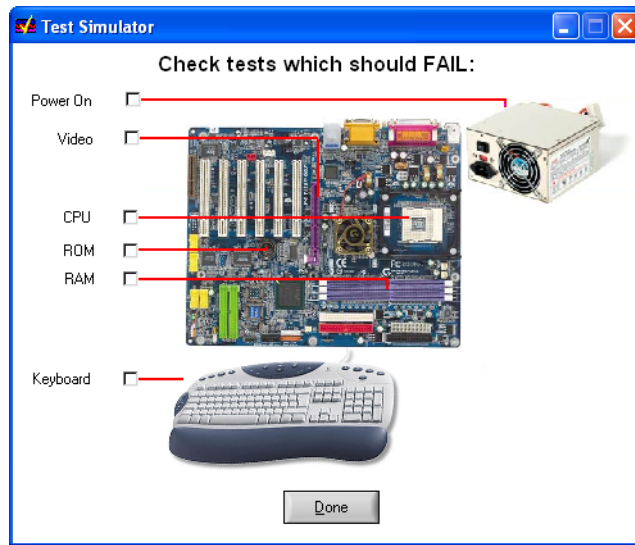 Test Simulator
Check tests which should FAIL:
Power On
Video
CPU
ROM
RAM
Keyboard
Done